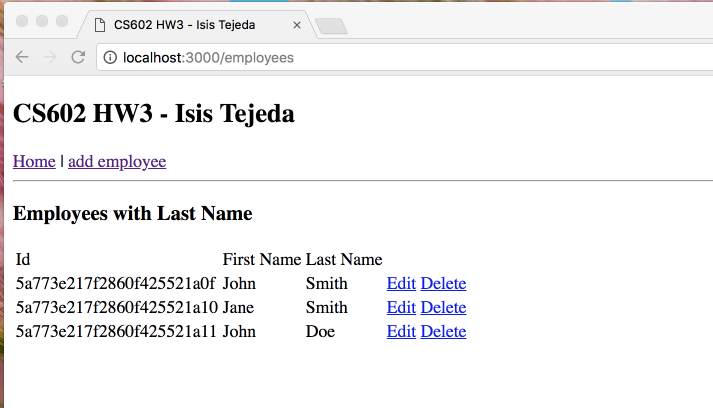 CS602 HW3 - Isis Tejeda
localhost:3000/employees
CS602 HW3 - Isis Tejeda
Home | add employee
Employees with Last Name
Id First Name Last Name
5a773e217f2860f425521a0f John Smith Edit Delete
5a773e217f2860f425521a10 Jane Smith Edit Delete
5a773e217f2860f425521a11 John Doe Edit Delete